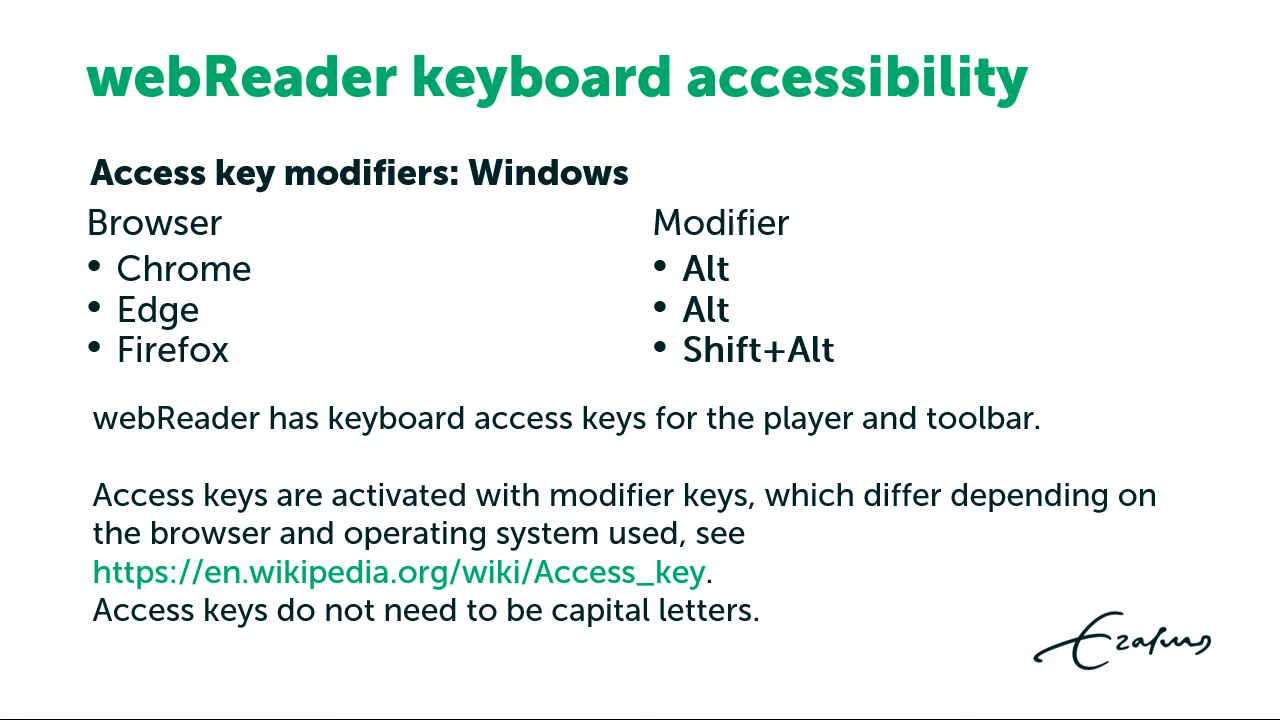 webReader keyboard accessibility
Access key modifiers: Windows
Browser
• Chrome
• Edge
• Firefox
Modifier
• Alt
• Alt
• Shift+Alt
webReader has keyboard access keys for the player and toolbar.
Access keys are activated with modifier keys, which differ depending on
the browser and operating system used, see
https://en.wikipedia.org/wiki/Access_key.
Access keys do not need to be capital letters.
Erasmus